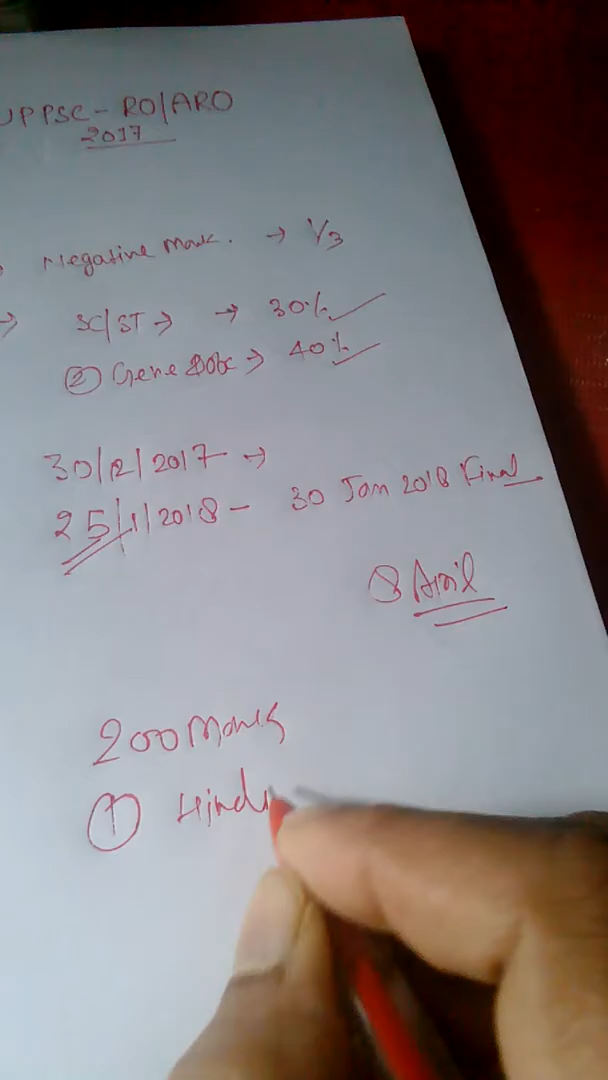 UPPSC - RO/ARO
2017
Negative Mark. → 1/3
→ SC/ST → → 30%
② Gene & Obc → 40%
30/12/2017 →
25/1/2018 - 30 Jan 2018 Final
8 April
200 Marks
① Hindi